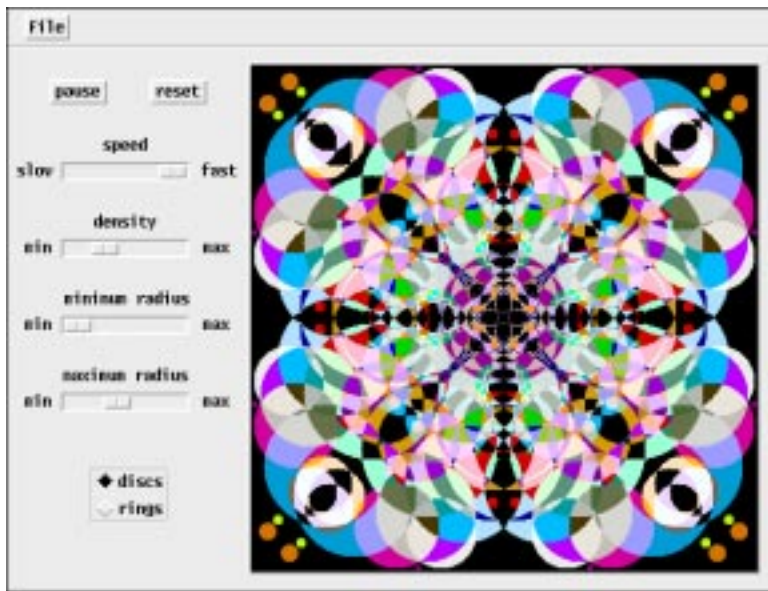 File
pause reset
speed
slow fast
density
min max
minimum radius
min max
maximum radius
min max
discs
rings